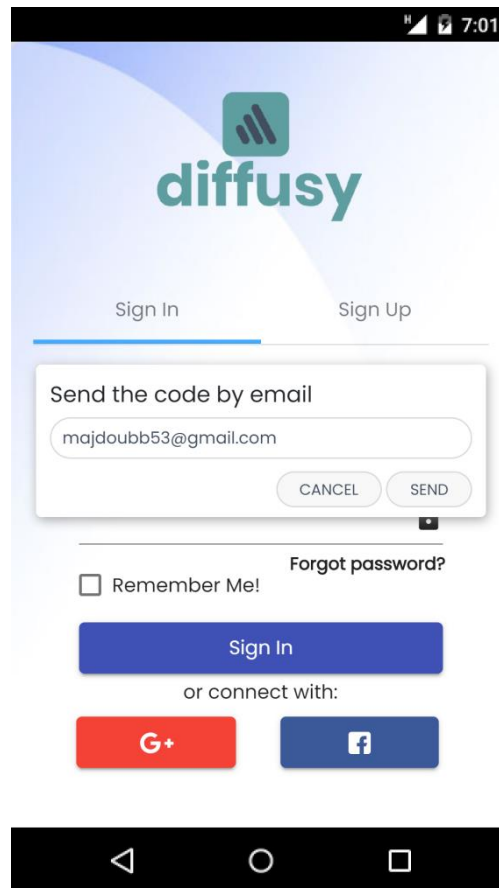 H 7:01
diffusy
Sign In Sign Up
Send the code by email
majdoubb53@gmail.com
CANCEL SEND
Forgot password?
Remember Me!
Sign In
or connect with:
G+ f